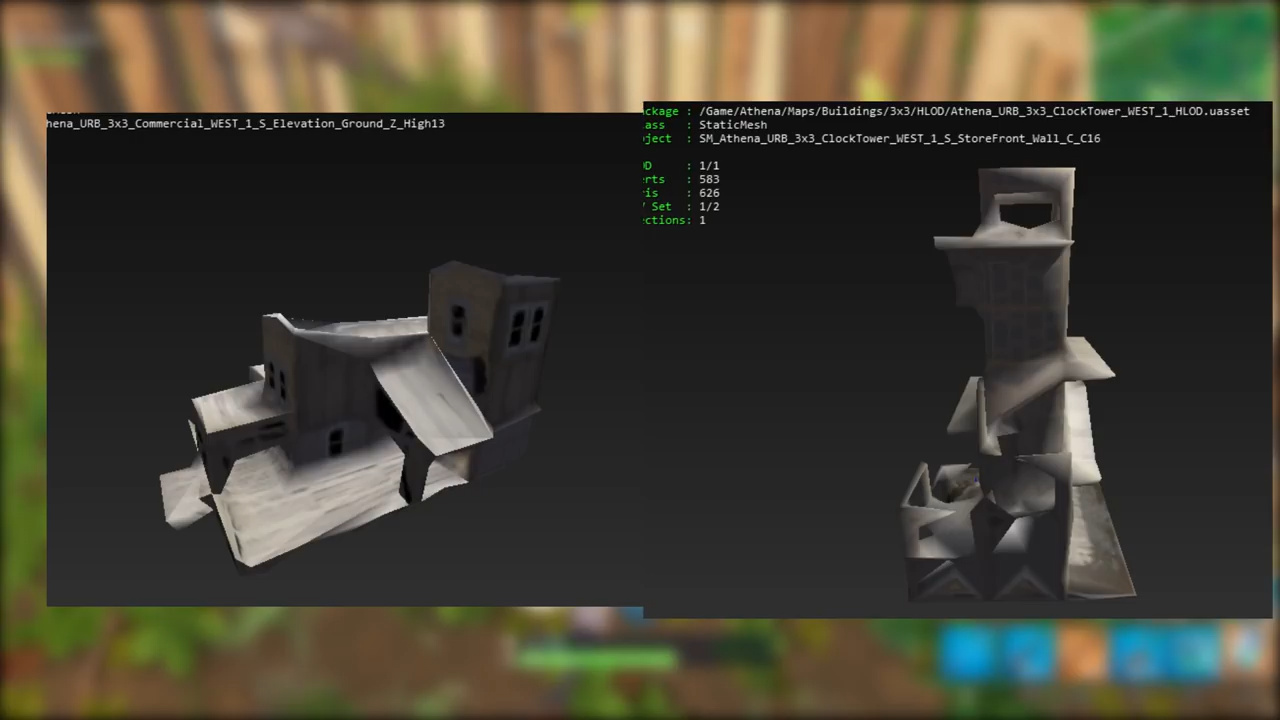 hena_URB_3x3_Commercial_WEST_1_S_Elevation_Ground_Z_High13
ckage : /Game/Athena/Maps/Buildings/3x3/HLOD/Athena_URB_3x3_ClockTower_WEST_1_HLOD.uasset
ass : StaticMesh
ject : SM_Athena_URB_3x3_ClockTower_WEST_1_S_StoreFront_Wall_C_C16
D : 1/1
rts : 583
is : 626
Set : 1/2
ctions: 1